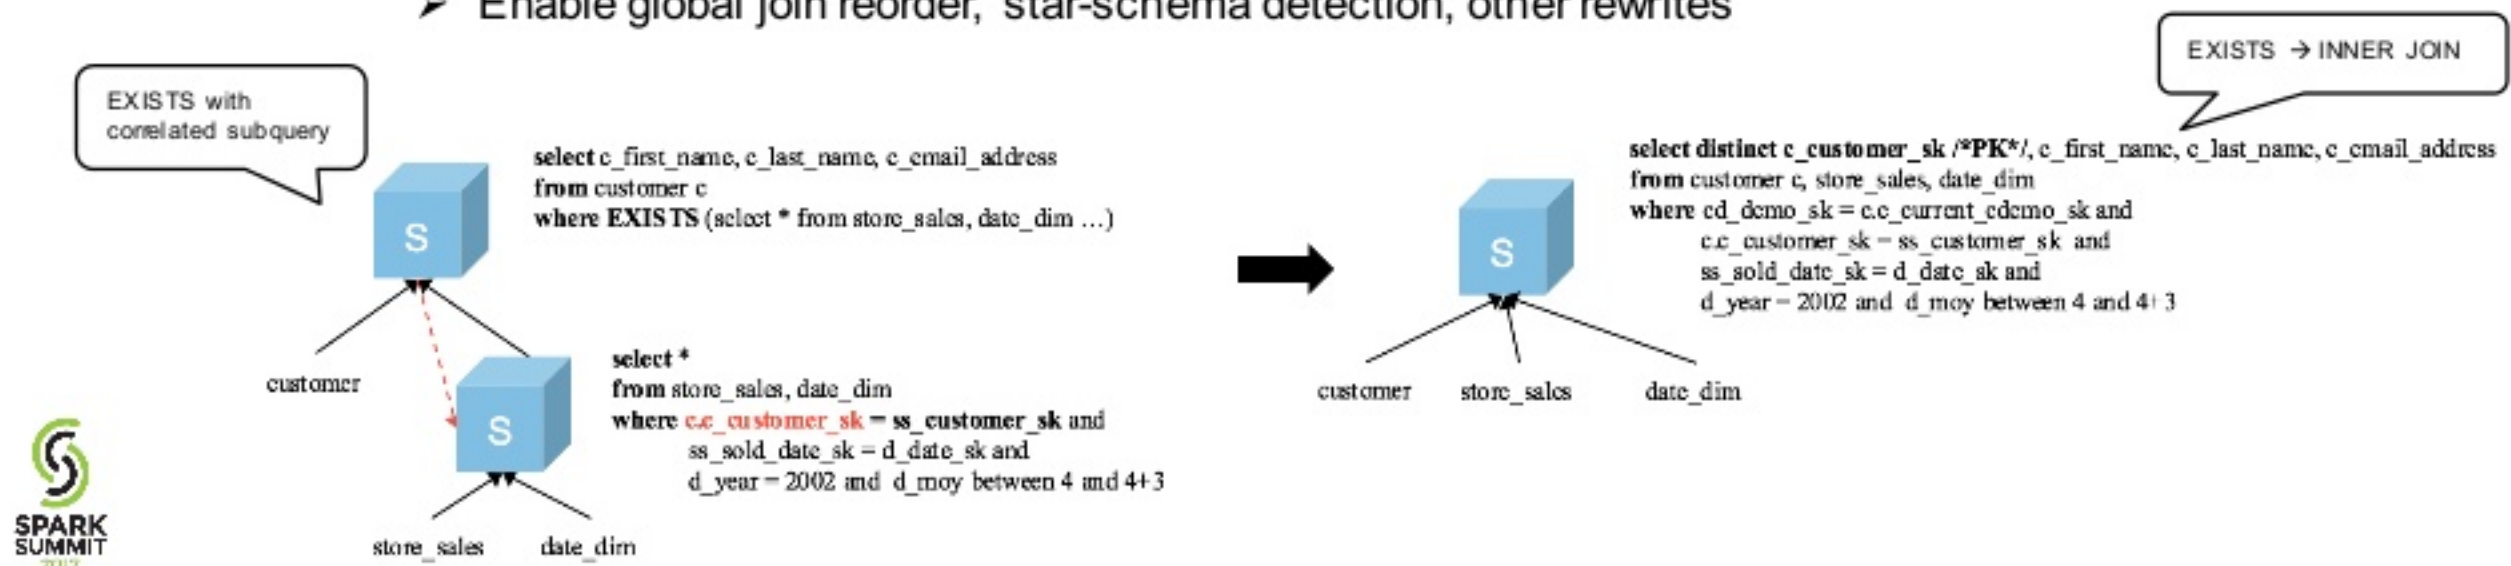 ➢ Enable global join reorder, star-schema detection, other rewrites
EXISTS with
correlated subquery
S
select c_first_name, c_last_name, c_email_address
from customer c
where EXISTS (select * from store_sales, date_dim …)
customer
S
select *
from store_sales, date_dim
where c.c_customer_sk = ss_customer_sk and
ss_sold_date_sk = d_date_sk and
d_year = 2002 and d_moy between 4 and 4+3
store_sales
date_dim
EXISTS → INNER JOIN
S
select distinct c_customer_sk /*PK*/, c_first_name, c_last_name, c_email_address
from customer c, store_sales, date_dim
where cd_demo_sk = c.c_current_cdemo_sk and
c.c_customer_sk = ss_customer_sk and
ss_sold_date_sk = d_date_sk and
d_year = 2002 and d_moy between 4 and 4+3
customer
store_sales
date_dim
SPARK
SUMMIT